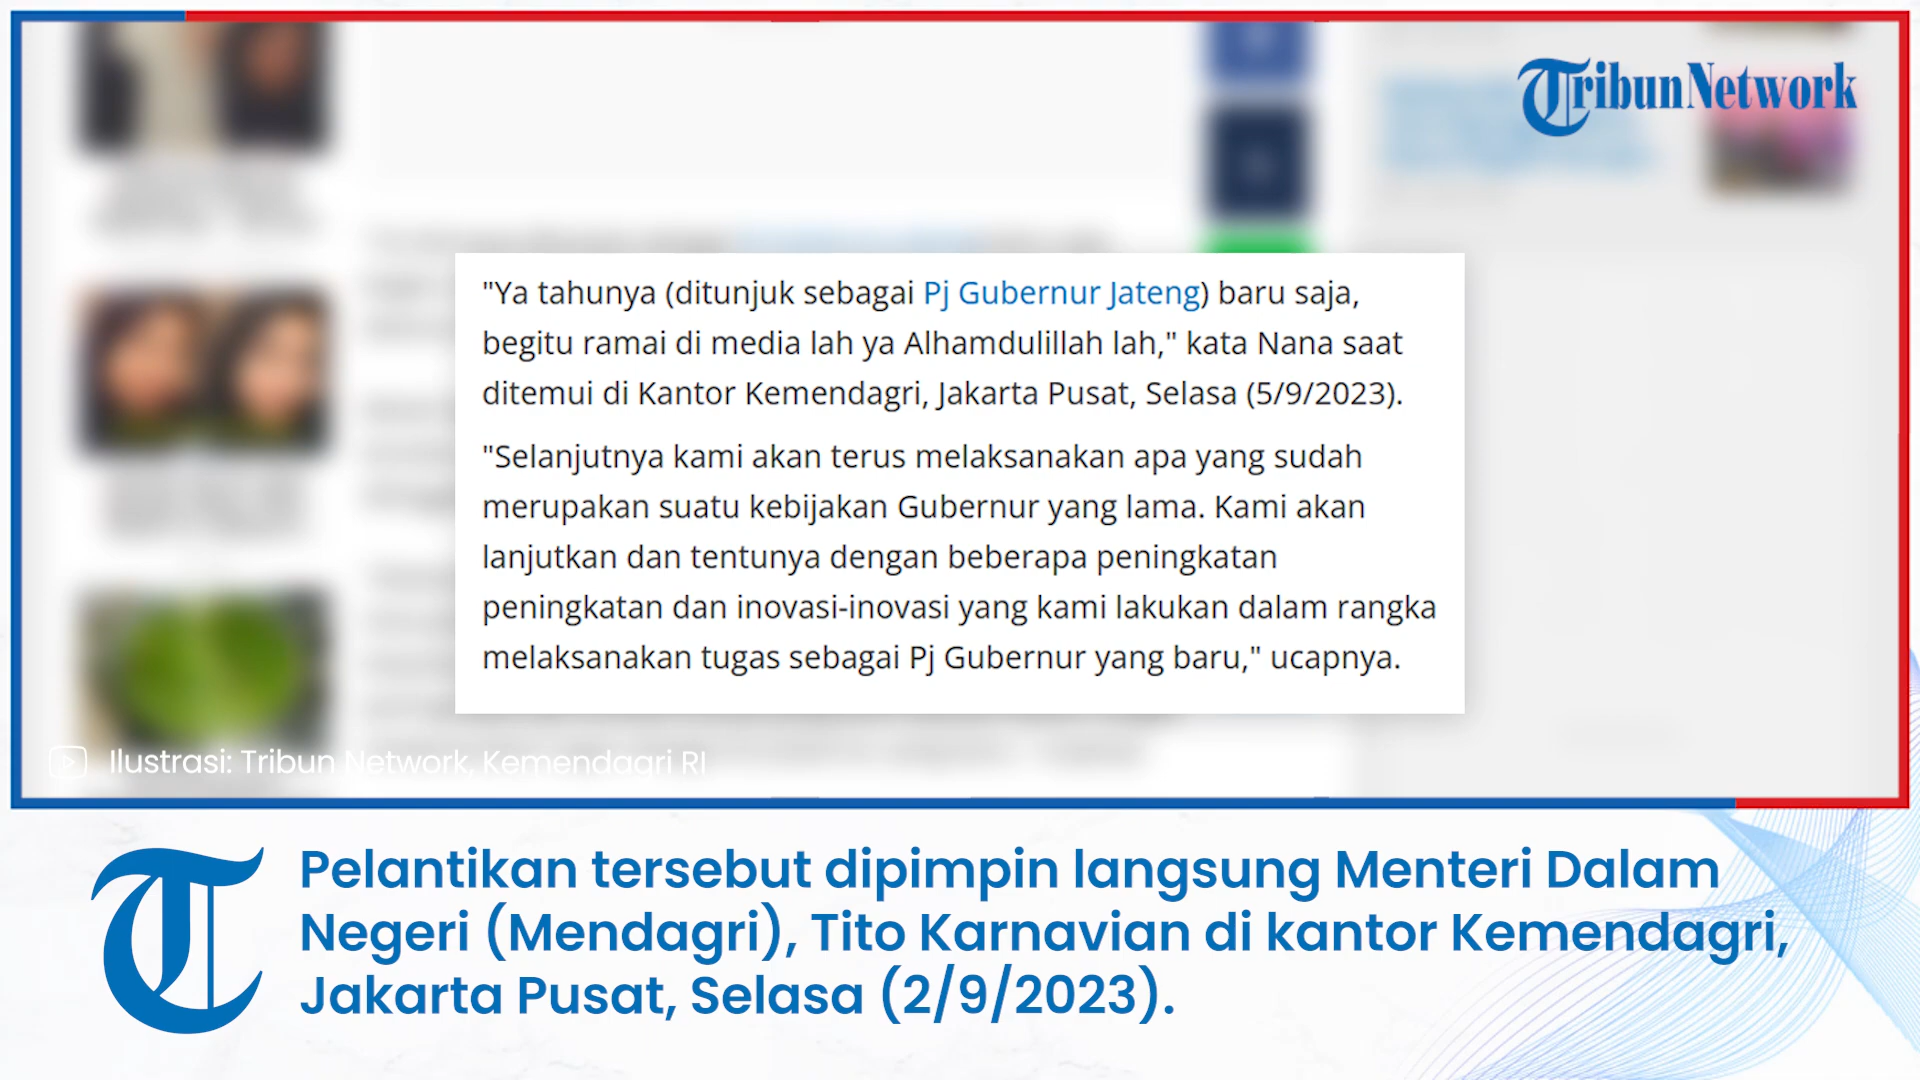 Tribun Network
"Ya tahunya (ditunjuk sebagai Pj Gubernur Jateng) baru saja,
begitu ramai di media lah ya Alhamdulillah lah," kata Nana saat
ditemui di Kantor Kemendagri, Jakarta Pusat, Selasa (5/9/2023).
"Selanjutnya kami akan terus melaksanakan apa yang sudah
merupakan suatu kebijakan Gubernur yang lama. Kami akan
lanjutkan dan tentunya dengan beberapa peningkatan
peningkatan dan inovasi-inovasi yang kami lakukan dalam rangka
melaksanakan tugas sebagai Pj Gubernur yang baru," ucapnya.
Ilustrasi: Tribun Network, Kemendagri RI
T Pelantikan tersebut dipimpin langsung Menteri Dalam
Negeri (Mendagri), Tito Karnavian di kantor Kemendagri,
Jakarta Pusat, Selasa (2/9/2023).